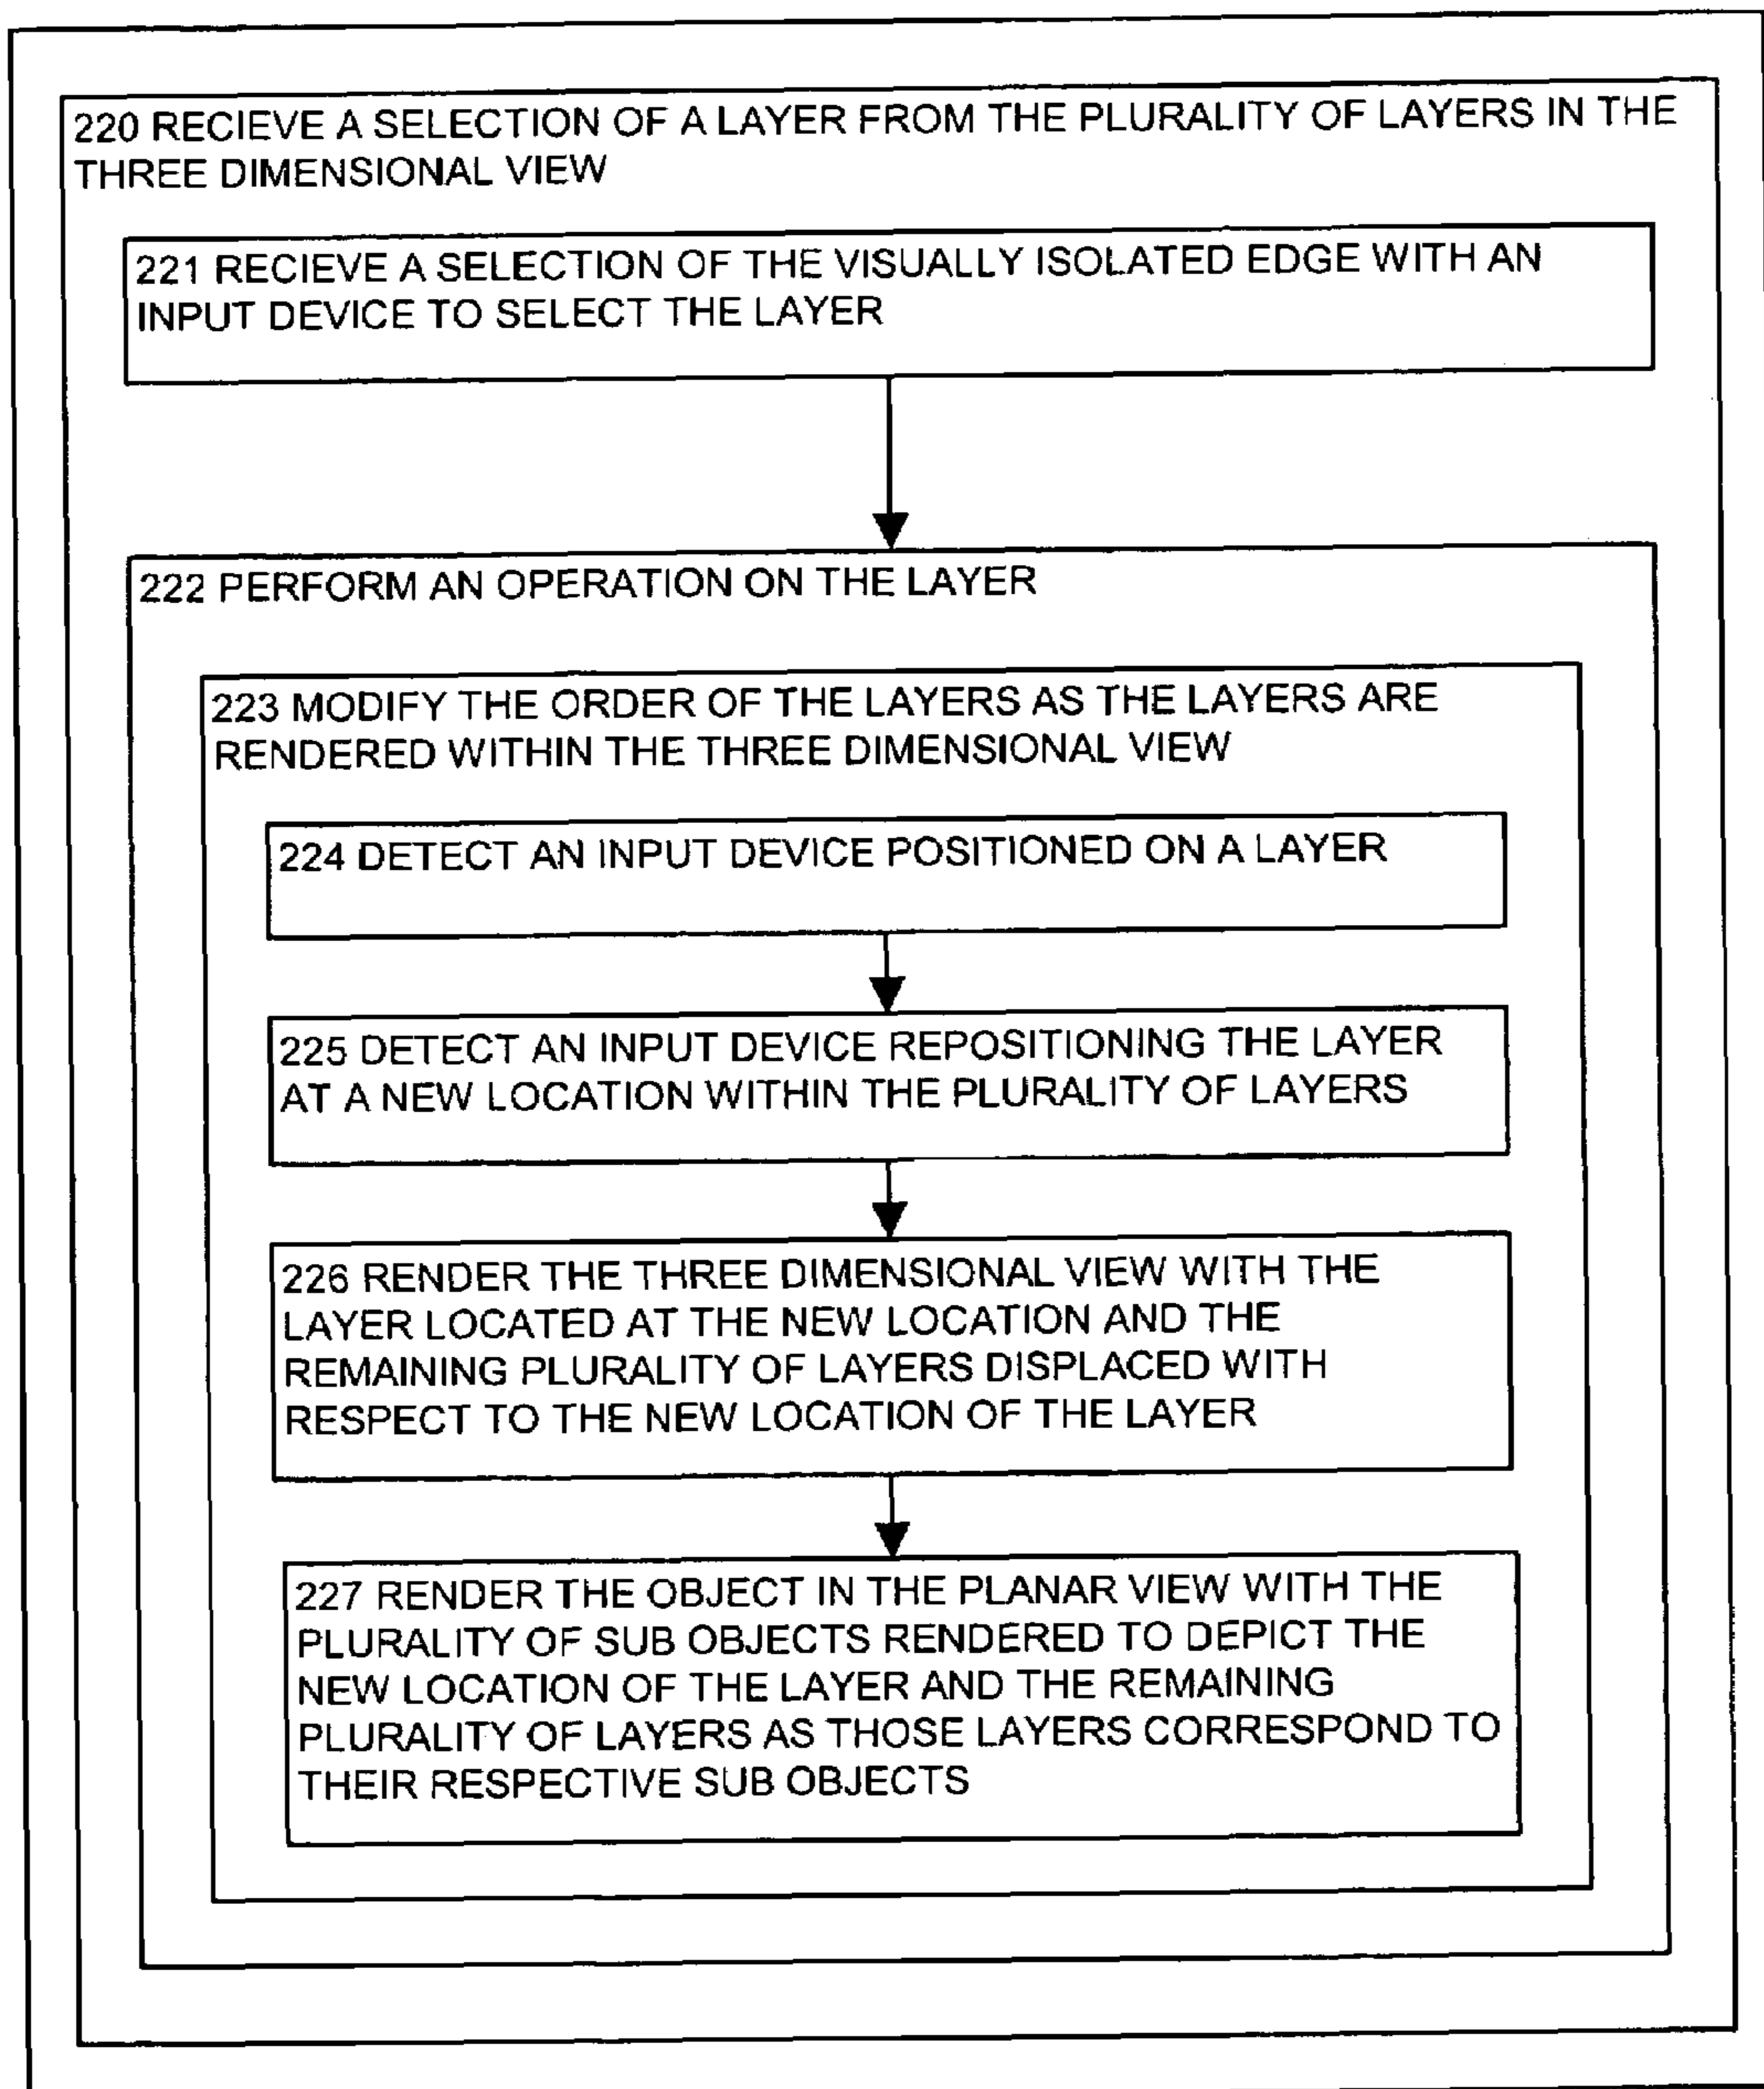 220 RECIEVE A SELECTION OF A LAYER FROM THE PLURALITY OF LAYERS IN THE
THREE DIMENSIONAL VIEW
221 RECIEVE A SELECTION OF THE VISUALLY ISOLATED EDGE WITH AN
INPUT DEVICE TO SELECT THE LAYER
222 PERFORM AN OPERATION ON THE LAYER
223 MODIFY THE ORDER OF THE LAYERS AS THE LAYERS ARE
RENDERED WITHIN THE THREE DIMENSIONAL VIEW
224 DETECT AN INPUT DEVICE POSITIONED ON A LAYER
225 DETECT AN INPUT DEVICE REPOSITIONING THE LAYER
AT A NEW LOCATION WITHIN THE PLURALITY OF LAYERS
226 RENDER THE THREE DIMENSIONAL VIEW WITH THE
LAYER LOCATED AT THE NEW LOCATION AND THE
REMAINING PLURALITY OF LAYERS DISPLACED WITH
RESPECT TO THE NEW LOCATION OF THE LAYER
227 RENDER THE OBJECT IN THE PLANAR VIEW WITH THE
PLURALITY OF SUB OBJECTS RENDERED TO DEPICT THE
NEW LOCATION OF THE LAYER AND THE REMAINING
PLURALITY OF LAYERS AS THOSE LAYERS CORRESPOND TO
THEIR RESPECTIVE SUB OBJECTS